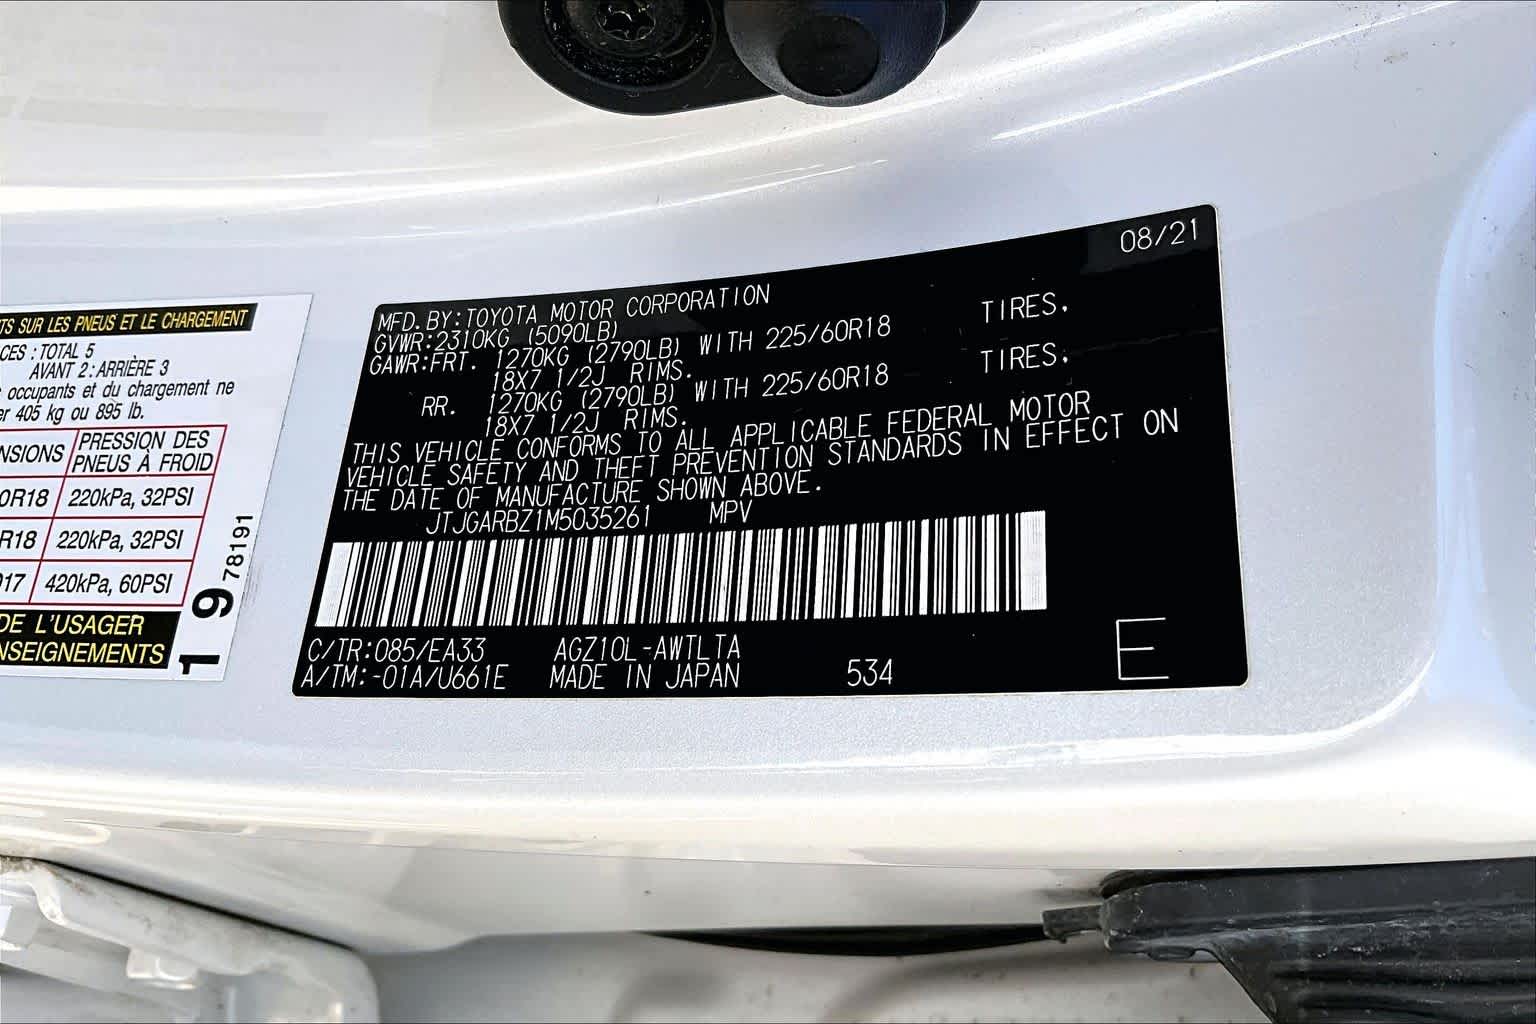 TS SUR LES PNEUS ET LE CHARGEMENT
CES : TOTAL 5
AVANT 2 : ARRIÈRE 3
occupants et du chargement ne
er 405 kg ou 895 lb.
NSIONS PRESSION DES PNEUS À FROID
0R18 220kPa, 32PSI
R18 220kPa, 32PSI
D17 420kPa, 60PSI
DE L'USAGER
NSEIGNEMENTS
19 78191
08/21
MFD. BY: TOYOTA MOTOR CORPORATION
GVWR: 2310KG (5090LB)
GAWR: FRT. 1270KG (2790LB) WITH 225/60R18 TIRES,
18X7 1/2J RIMS.
RR. 1270KG (2790LB) WITH 225/60R18 TIRES,
18X7 1/2J RIMS.
THIS VEHICLE CONFORMS TO ALL APPLICABLE FEDERAL MOTOR
VEHICLE SAFETY AND THEFT PREVENTION STANDARDS IN EFFECT ON
THE DATE OF MANUFACTURE SHOWN ABOVE.
JTJGARBZ1M5035261 MPV
C/TR: 085/EA33 AGZ10L-AWTLTA
A/TM: -01A/U661E MADE IN JAPAN 534 E